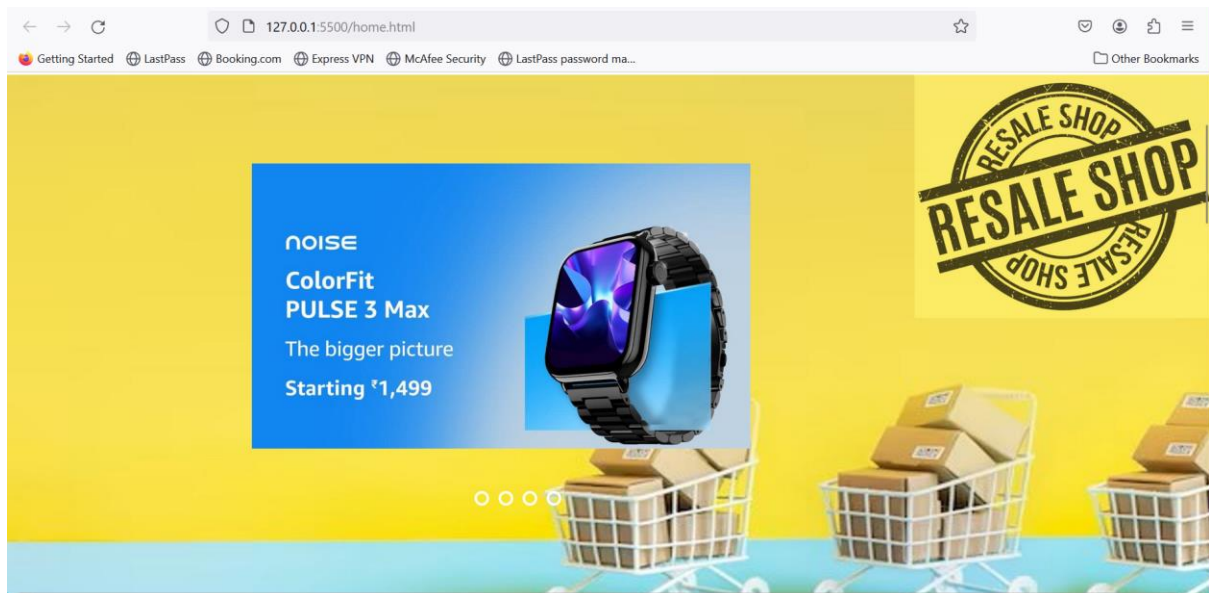 127.0.0.1:5500/home.html
Getting Started LastPass Booking.com Express VPN McAfee Security LastPass password ma... Other Bookmarks
RESALE SHOP
RESALE SHOP
RESALE SHOP
noise
ColorFit
PULSE 3 Max
The bigger picture
Starting ₹1,499